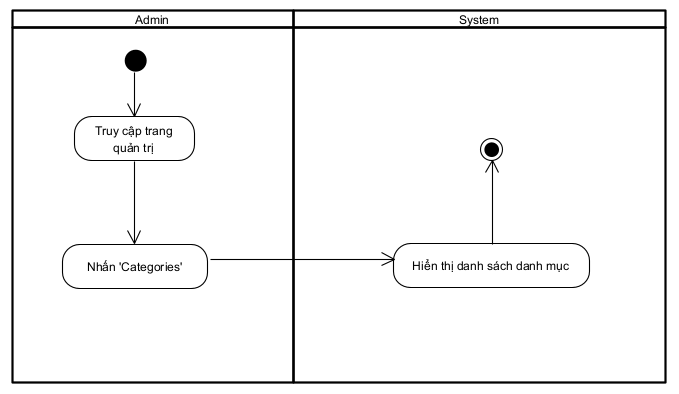 Admin
System
Truy cập trang
quản trị
Nhấn 'Categories'
Hiển thị danh sách danh mục